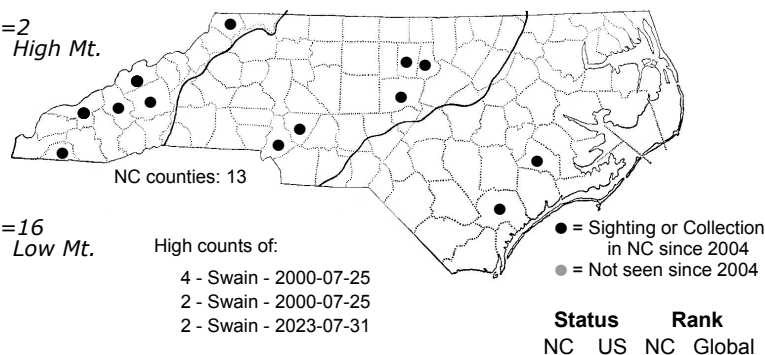 =2
High Mt.
NC counties: 13
=16
Low Mt.
High counts of:
4 - Swain - 2000-07-25
2 - Swain - 2000-07-25
2 - Swain - 2023-07-31
● = Sighting or Collection
in NC since 2004
● = Not seen since 2004
Status Rank
NC US NC Global